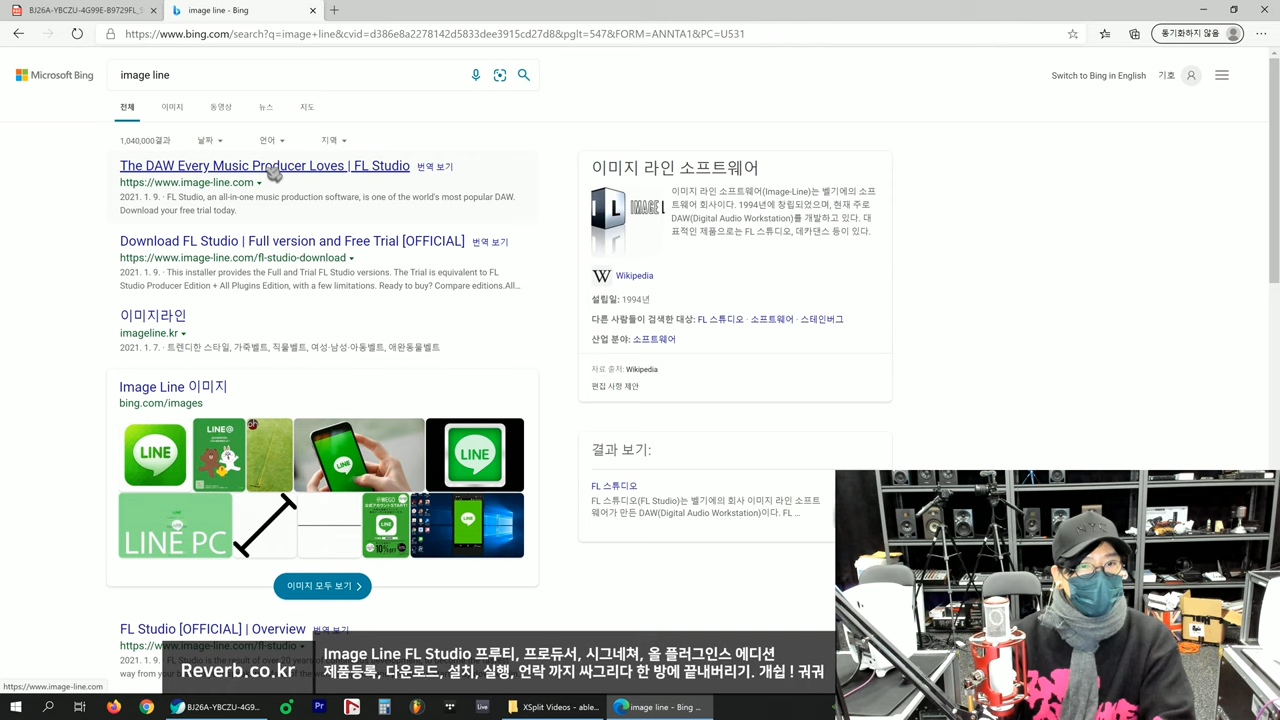 BJ26A-YBCZU-4G99E-B9729FL_S
image line - Bing
https://www.bing.com/search?q=image+line&cvid=d386e8a2278142d5833dee3915cd27d8&pglt=547&FORM=ANNTA1&PC=U531
동기화하지 않음
Microsoft Bing
image line
Switch to Bing in English
기호
전체
이미지
동영상
뉴스
지도
1,040,000결과
날짜
언어
지역
The DAW Every Music Producer Loves | FL Studio 번역 보기
https://www.image-line.com
2021. 1. 9. · FL Studio, an all-in-one music production software, is one of the world's most popular DAW.
Download your free trial today.
Download FL Studio | Full version and Free Trial [OFFICIAL] 번역 보기
https://www.image-line.com/fl-studio-download
2021. 1. 9. · This installer provides the Full and Trial FL Studio versions. The Trial is equivalent to FL
Studio Producer Edition + All Plugins Edition, with a few limitations. Ready to buy? Compare editions.All...
이미지라인
imageline.kr
2021. 1. 7. · 트렌디한 스타일, 가죽벨트, 직물벨트, 여성·남성·아동벨트, 애완동물벨트
Image Line 이미지
bing.com/images
LINE
LINE@
LINE
LINE
LINE PC
이미지 모두 보기
FL Studio [OFFICIAL] | Overview 번역 보기
https://www.image-line.com/fl-studio
이미지 라인 소프트웨어
IL IMAGE L
이미지 라인 소프트웨어(Image-Line)는 벨기에의 소프
트웨어 회사이다. 1994년에 창립되었으며, 현재 주로
DAW(Digital Audio Workstation)를 개발하고 있다. 대
표적인 제품으로는 FL 스튜디오, 데카댄스 등이 있다.
W Wikipedia
설립일: 1994년
다른 사람들이 검색한 대상: FL 스튜디오 · 소프트웨어 · 스테인버그
산업 분야: 소프트웨어
자료 출처: Wikipedia
편집 사항 제안
결과 보기:
FL 스튜디오
FL 스튜디오(FL Studio)는 벨기에의 회사 이미지 라인 소프트
웨어가 만든 DAW(Digital Audio Workstation)이다. FL ...
Reverb.co.kr
Image Line FL Studio 프루티, 프로듀서, 시그네쳐, 올 플러그인스 에디션
제품등록, 다운로드, 설치, 실행, 언락 까지 싸그리다 한 방에 끝내버리기. 개쉽 ! 궈궈
https://www.image-line.com
BJ26A-YBCZU-4G9...
Pr
Live
XSplit Videos - able...
image line - Bing ...